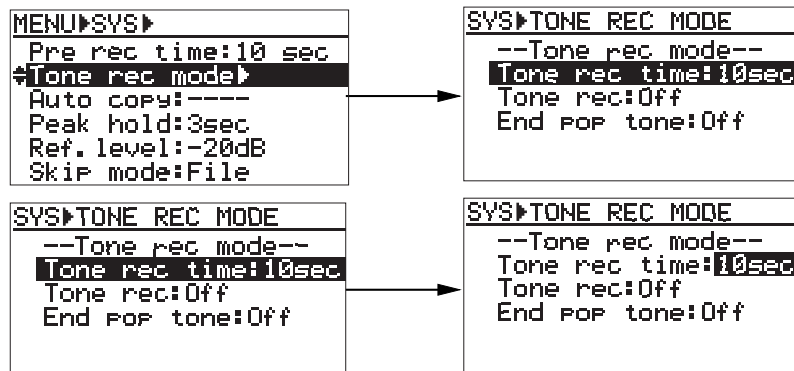 MENU▶SYS▶
Pre rec time:10 sec
Tone rec mode▶
Auto copy:----
Peak hold:3sec
Ref.level:-20dB
Skip mode:File
SYS▶TONE REC MODE
--Tone rec mode--
Tone rec time:10sec
Tone rec:Off
End pop tone:Off
SYS▶TONE REC MODE
--Tone rec mode--
Tone rec time:10sec
Tone rec:Off
End pop tone:Off
SYS▶TONE REC MODE
--Tone rec mode--
Tone rec time:10sec
Tone rec:Off
End pop tone:Off